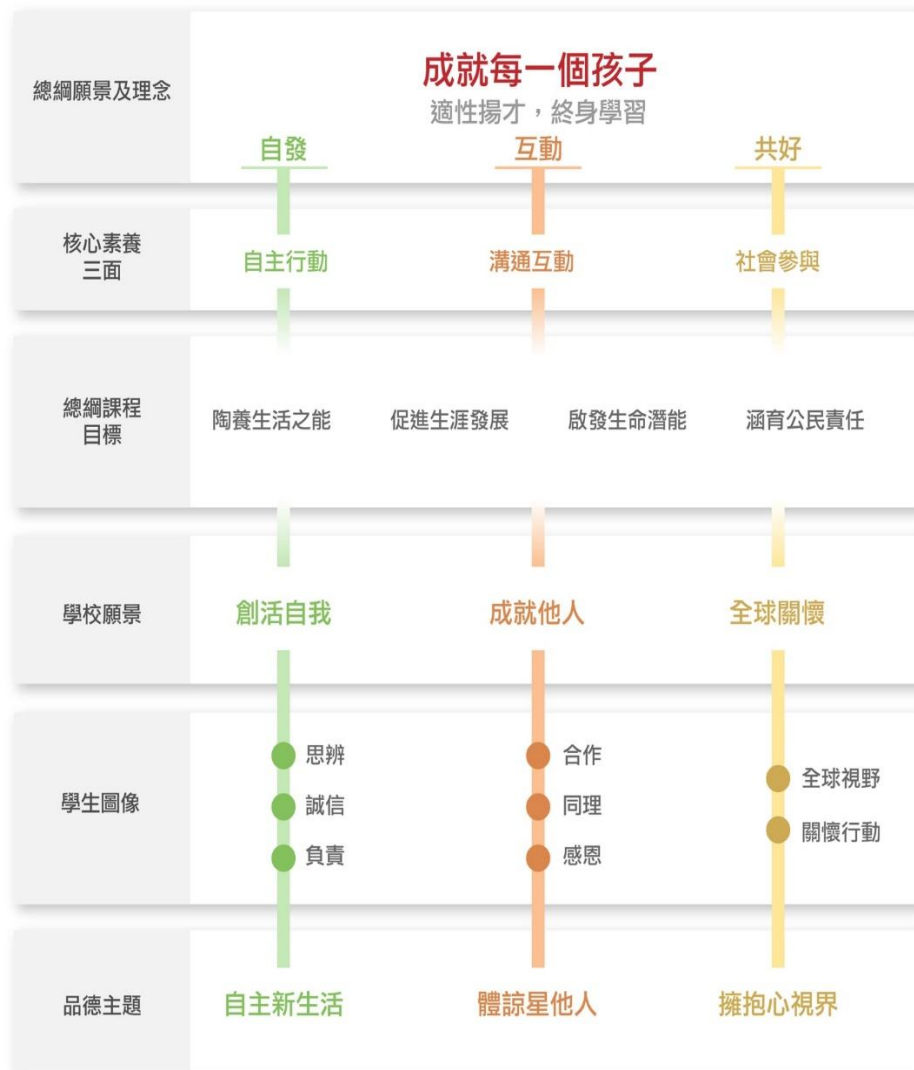 總綱願景及理念
成就每一個孩子
適性揚才，終身學習
自發
互動
共好
核心素養
三面
自主行動
溝通互動
社會參與
總綱課程
目標
陶養生活之能
促進生涯發展
啟發生命潛能
涵育公民責任
學校願景
創活自我
成就他人
全球關懷
學生圖像
思辨
誠信
負責
合作
同理
感恩
全球視野
關懷行動
品德主題
自主新生活
體諒星他人
擁抱心視界